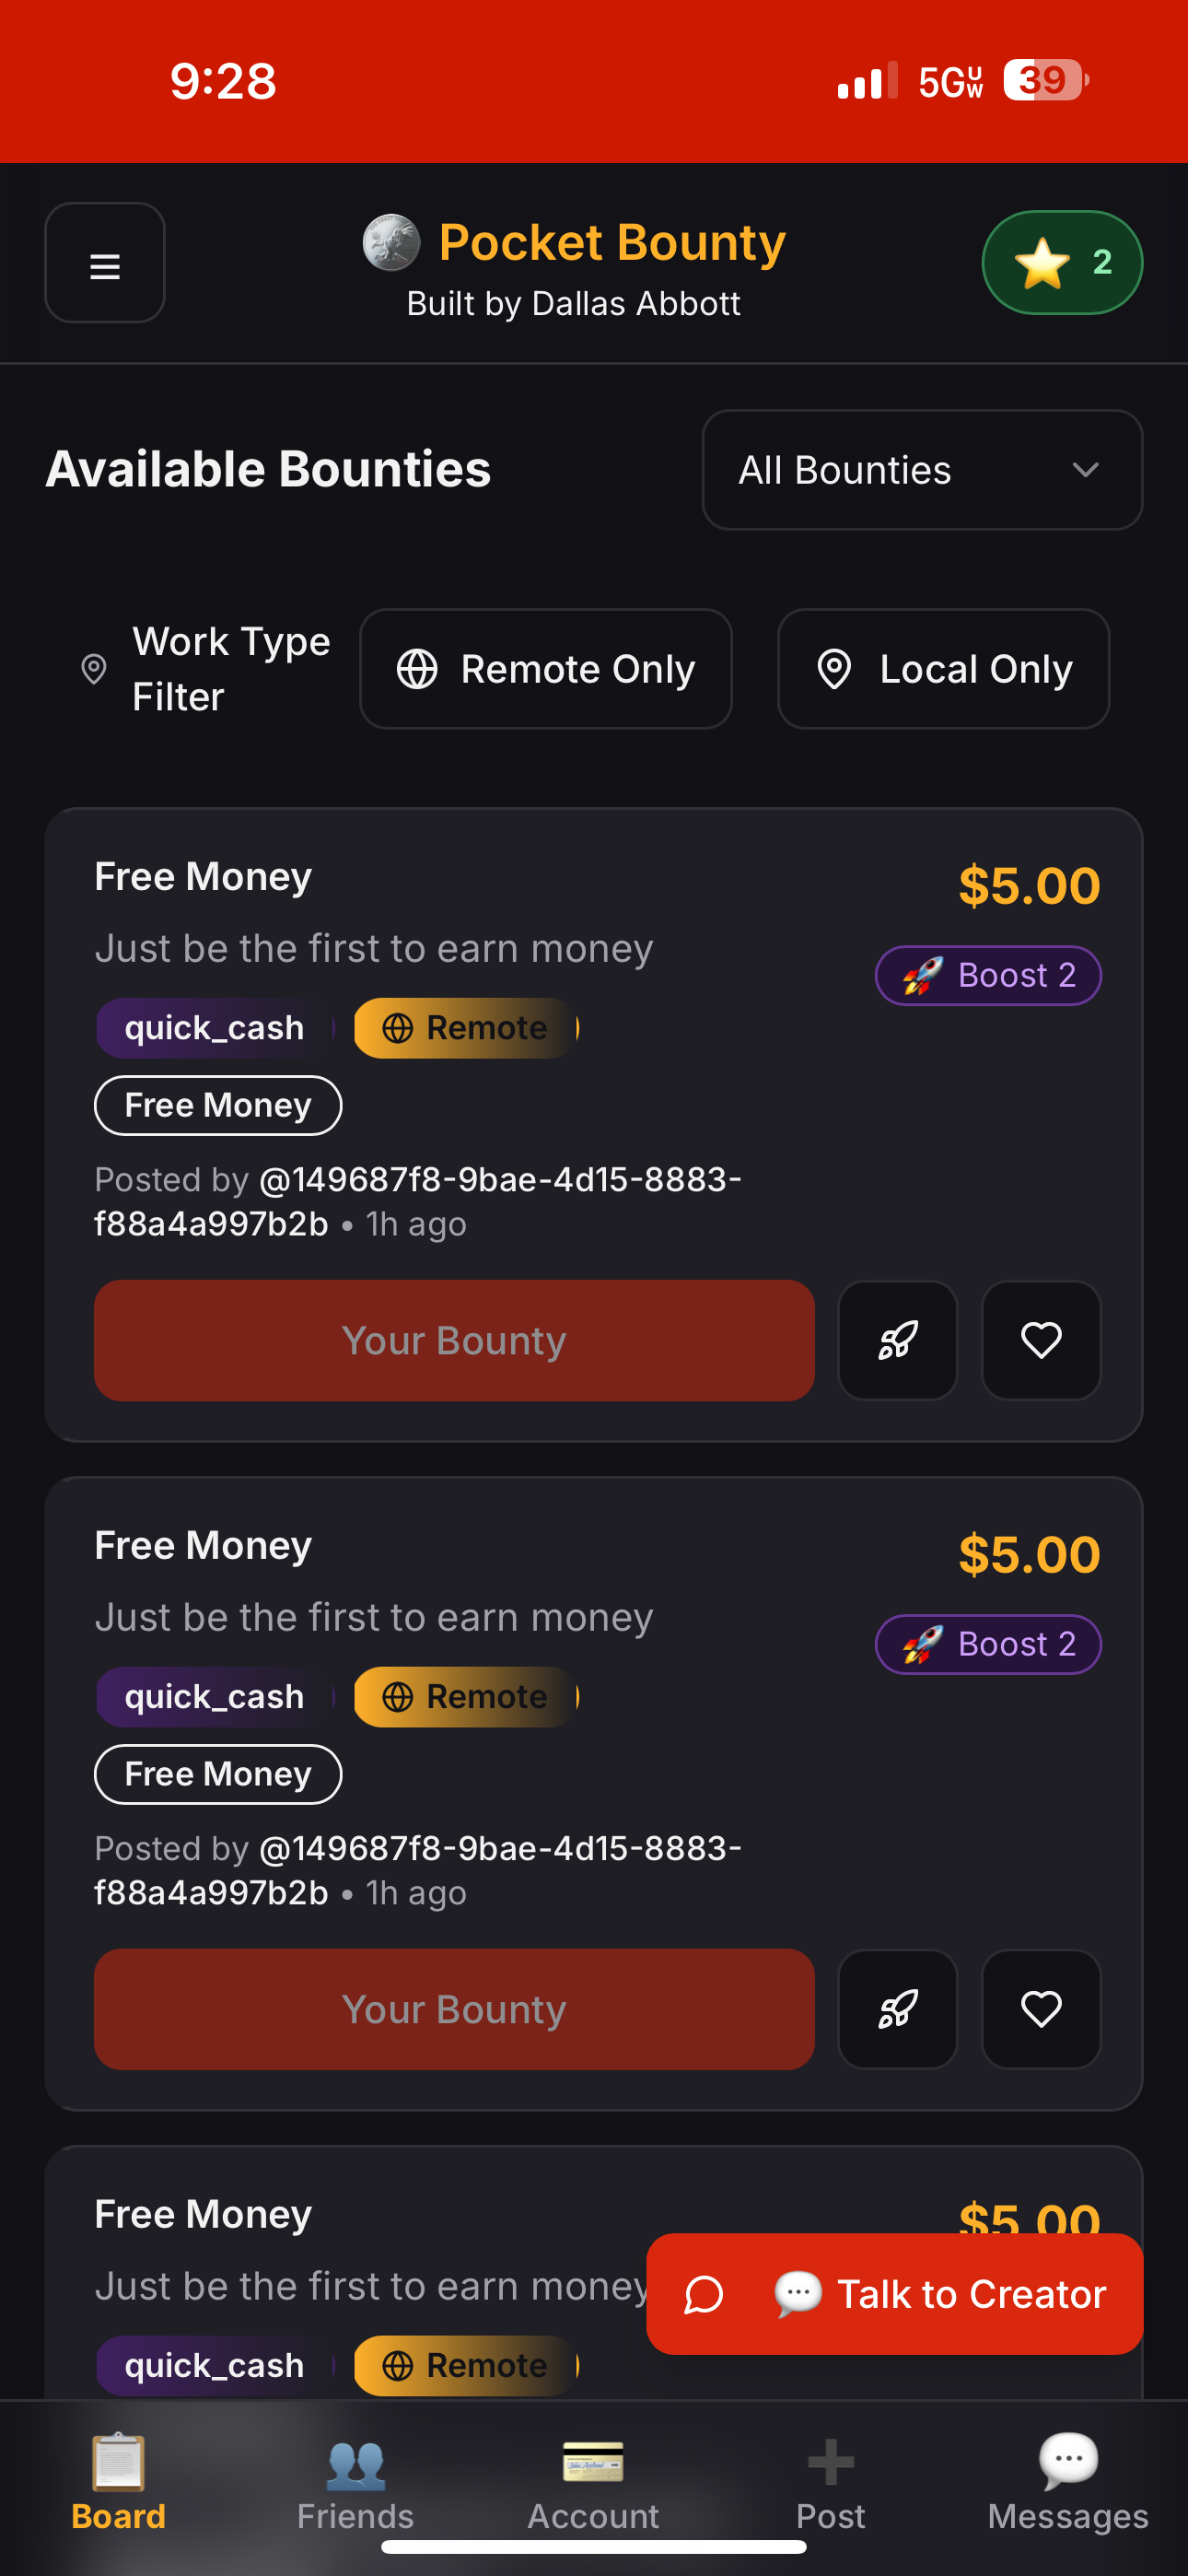 9:28
5G UW
39
Pocket Bounty
Built by Dallas Abbott
2
Available Bounties
All Bounties
Work Type
Filter
Remote Only
Local Only
Free Money
$5.00
Just be the first to earn money
Boost 2
quick_cash
Remote
Free Money
Posted by @149687f8-9bae-4d15-8883-
f88a4a997b2b • 1h ago
Your Bounty
Free Money
$5.00
Just be the first to earn money
Boost 2
quick_cash
Remote
Free Money
Posted by @149687f8-9bae-4d15-8883-
f88a4a997b2b • 1h ago
Your Bounty
Free Money
$5.00
Just be the first to earn money
Talk to Creator
quick_cash
Remote
Board
Friends
Account
Post
Messages